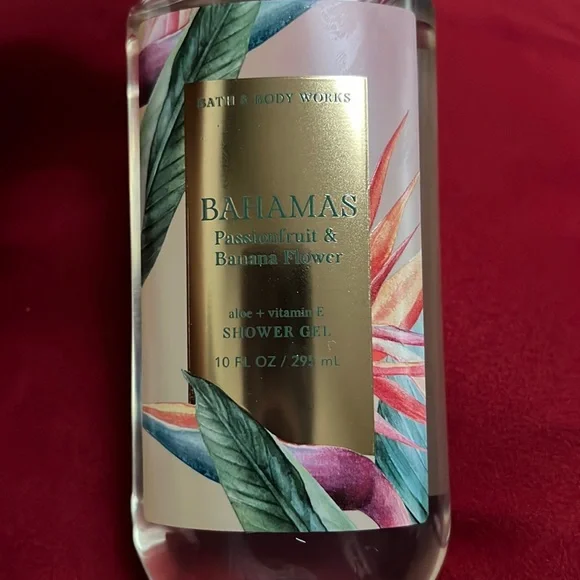 BATH & BODY WORKS
BAHAMAS
Passionfruit &
Banana Flower
aloe + vitamin E
SHOWER GEL
10 FL OZ / 295 mL